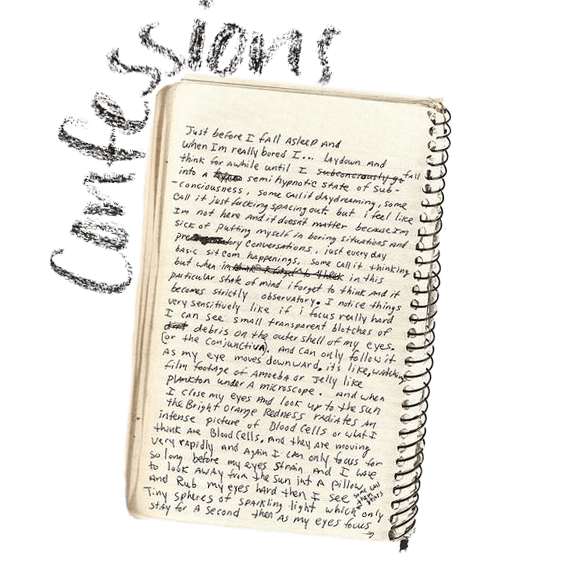 Confessions
Just before I fall Asleep And
when Im really bored I... laydown And
think for awhile until I subconciously go fall
into a semi hypnotic state of Sub-
-conciousness, some call it daydreaming, some
call it just fucking spacing out but i feel like
Im not here And it doesnt matter because Im
sick of putting myself in boring situations and
Conversations, just every day
basic sitcom happenings, some call it thinking
but when in this
particular state of mind i forget to think and it
becomes strictly observatory. I notice things
very sensitively like if i focus really hard
I can see small transparent blotches of
debris on the outer shell of my eyes.
(or the conjunctiva). And can only follow it
As my eye moves downward, its like, watching
film footage of Amoeba or Jelly like
plankton under a microscope. And when
I close my eyes And look up to the sun
the Bright orange Redness radiates an
intense picture of Blood Cells or what I
think are Blood Cells. And they are moving
very rapidly and Again I can only focus for
so long before my eyes strain and I have
to look AWAY from the sun into a pillow
And Rub my eyes hard then I see some call them stars
Tiny spheres of sparkling light which only
stay for A second then As my eyes focus